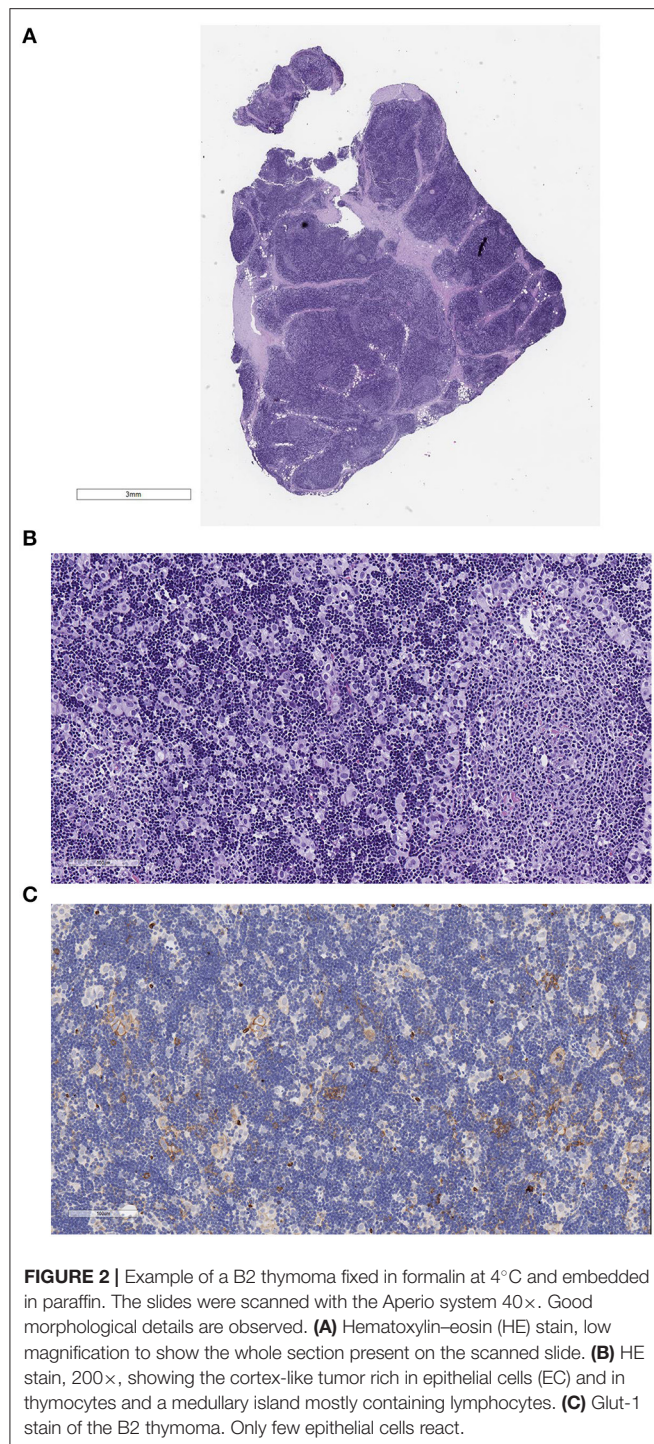 A
3mm
B
C
100µm
FIGURE 2 | Example of a B2 thymoma fixed in formalin at 4°C and embedded
in paraffin. The slides were scanned with the Aperio system 40×. Good
morphological details are observed. (A) Hematoxylin–eosin (HE) stain, low
magnification to show the whole section present on the scanned slide. (B) HE
stain, 200×, showing the cortex-like tumor rich in epithelial cells (EC) and in
thymocytes and a medullary island mostly containing lymphocytes. (C) Glut-1
stain of the B2 thymoma. Only few epithelial cells react.